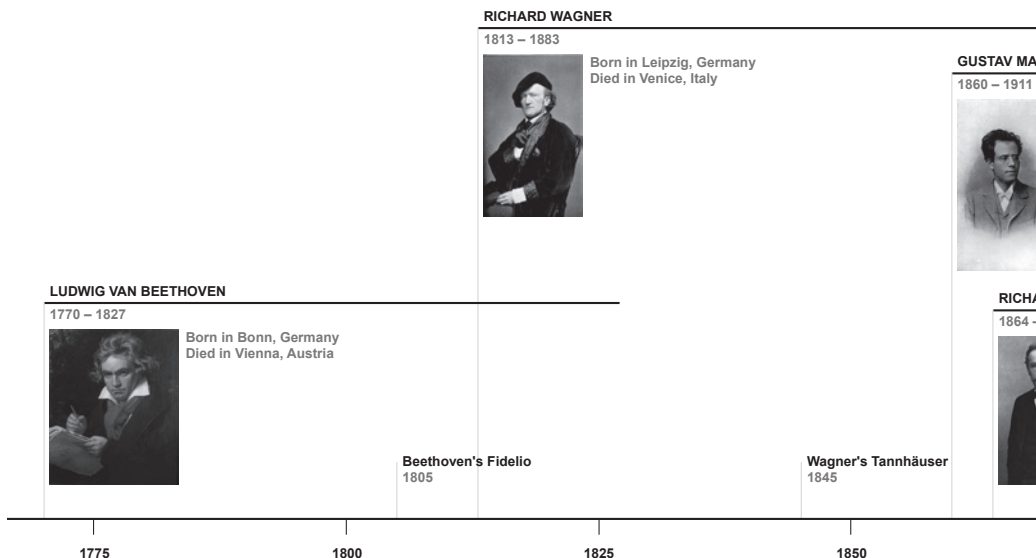 RICHARD WAGNER
1813 – 1883
Born in Leipzig, Germany
Died in Venice, Italy
GUSTAV MA
1860 – 1911
LUDWIG VAN BEETHOVEN
1770 – 1827
Born in Bonn, Germany
Died in Vienna, Austria
RICHA
1864 –
Beethoven's Fidelio
1805
Wagner's Tannhäuser
1845
1775
1800
1825
1850